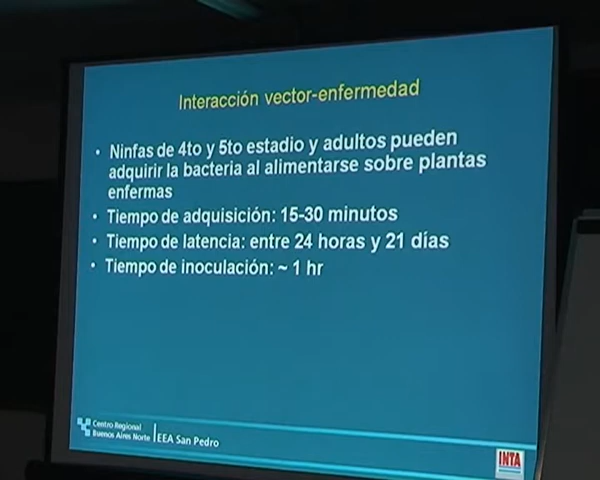 Interacción vector-enfermedad
• Ninfas de 4to y 5to estadio y adultos pueden
adquirir la bacteria al alimentarse sobre plantas
enfermas
• Tiempo de adquisición: 15-30 minutos
• Tiempo de latencia: entre 24 horas y 21 días
• Tiempo de inoculación: ~ 1 hr
Centro Regional
Buenos Aires Norte
EEA San Pedro
INTA